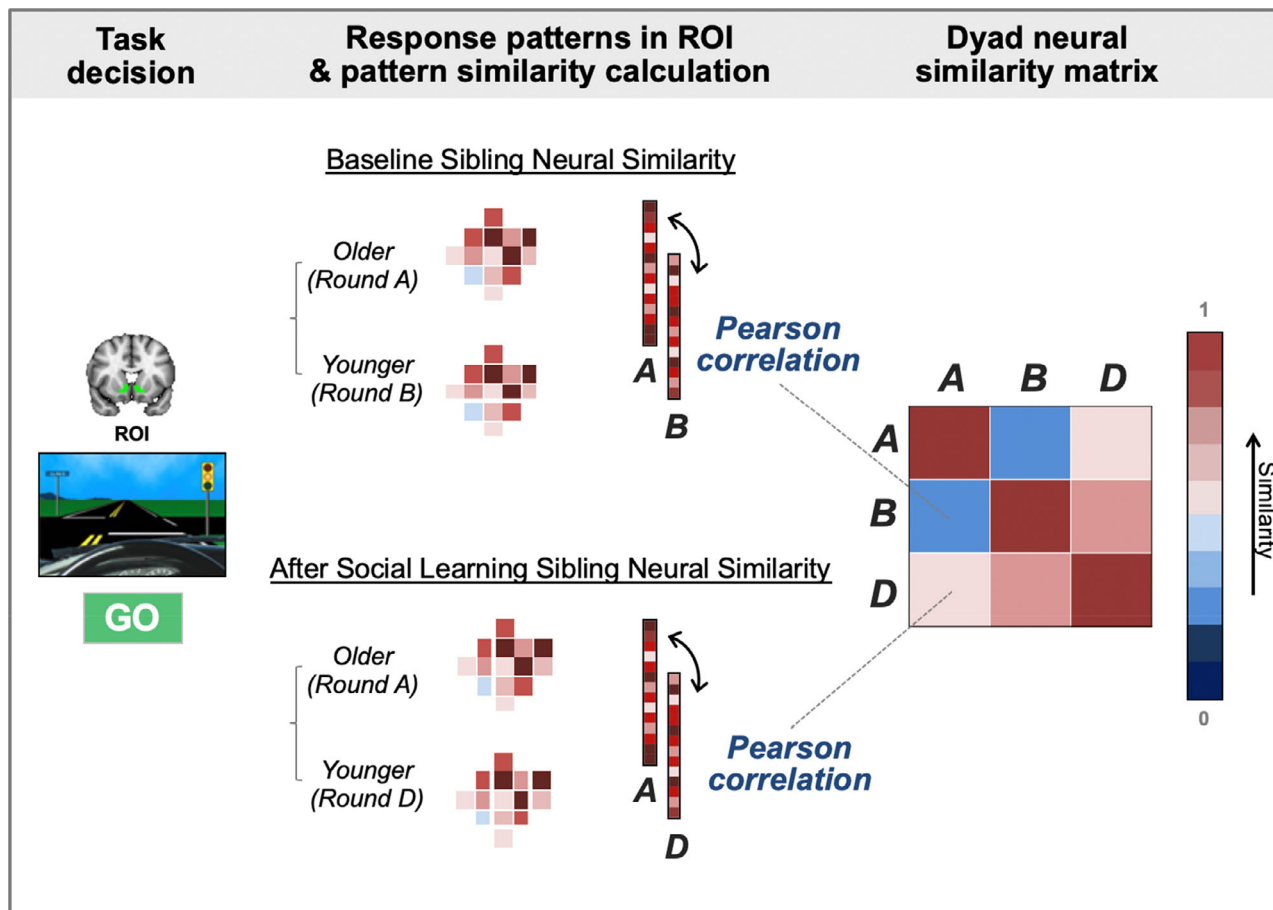 Task
decision
Response patterns in ROI
& pattern similarity calculation
Dyad neural
similarity matrix
Baseline Sibling Neural Similarity
Older
(Round A)
Younger
(Round B)
A
B
Pearson
correlation
ROI
GO
After Social Learning Sibling Neural Similarity
Older
(Round A)
Younger
(Round D)
A
D
Pearson
correlation
A B D
A
B
D
1
Similarity
0